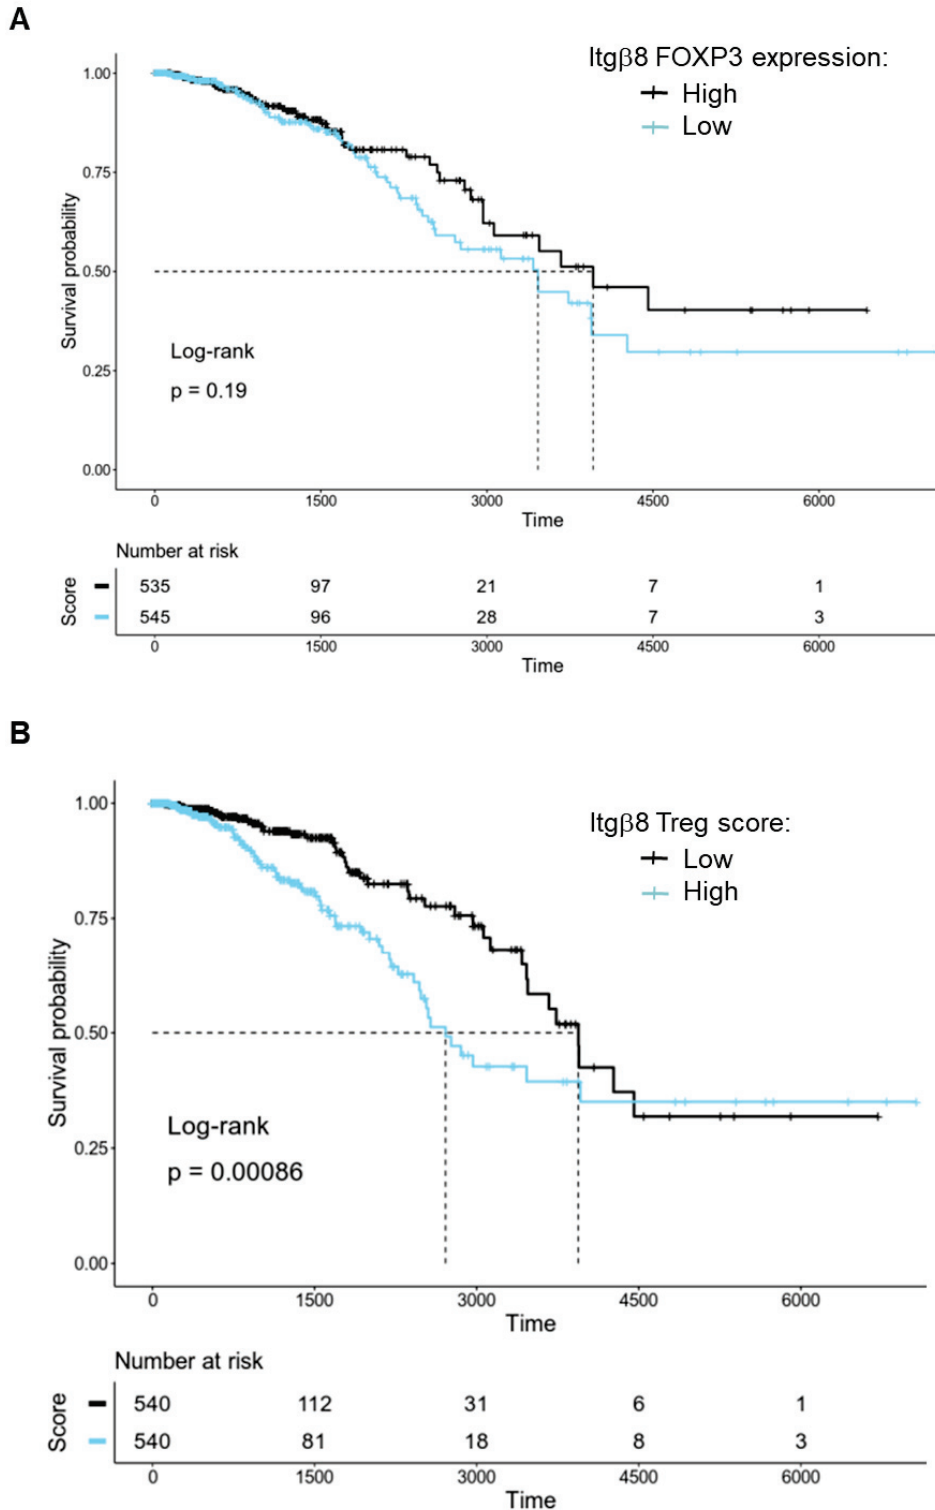 A
Itgβ8 FOXP3 expression:
High
Low
1.00
0.75
0.50
0.25
0.00
Survival probability
Log-rank
p = 0.19
0 1500 3000 4500 6000
Time
Number at risk
Score
535 97 21 7 1
545 96 28 7 3
0 1500 3000 4500 6000
Time
B
Itgβ8 Treg score:
Low
High
1.00
0.75
0.50
0.25
0.00
Survival probability
Log-rank
p = 0.00086
0 1500 3000 4500 6000
Time
Number at risk
Score
540 112 31 6 1
540 81 18 8 3
0 1500 3000 4500 6000
Time